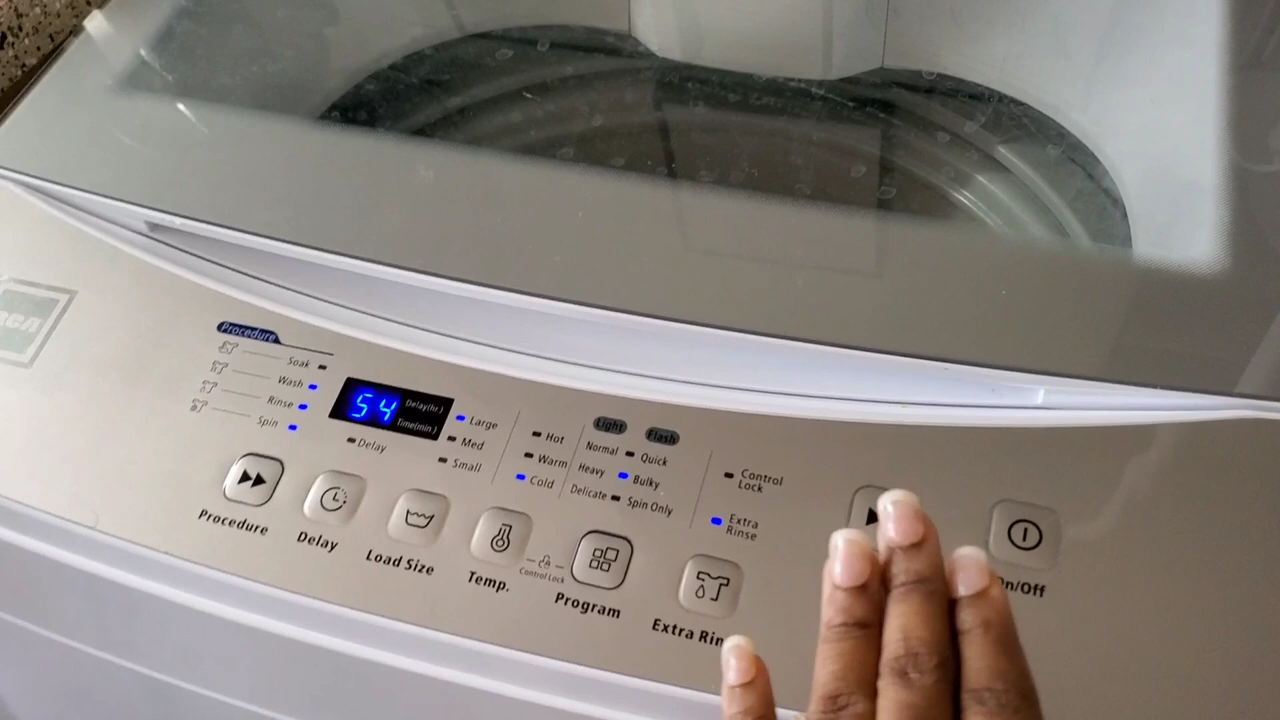 RCA
Procedure
Soak
Wash
Rinse
Spin
54
Delay(hr)
Time(min)
Delay
Large
Med
Small
Hot
Warm
Cold
Light Flash
Normal Quick
Heavy Bulky
Delicate Spin Only
Control
Lock
Extra
Rinse
Procedure
Delay
Load Size
Temp.
Control Lock
Program
Extra Rin
n/Off